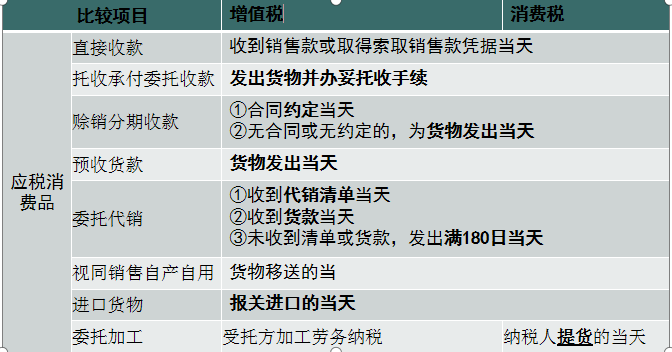 比较项目 增值税 消费税
直接收款 收到销售款或取得索取销售款凭据当天
托收承付委托收款 发出货物并办妥托收手续
赊销分期收款 ①合同约定当天
②无合同或无约定的，为货物发出当天
预收货款 货物发出当天
应税消费品
委托代销 ①收到代销清单当天
②收到货款当天
③未收到清单或货款，发出满180日当天
视同销售自产自用 货物移送的当
进口货物 报关进口的当天
委托加工 受托方加工劳务纳税 纳税人提货的当天